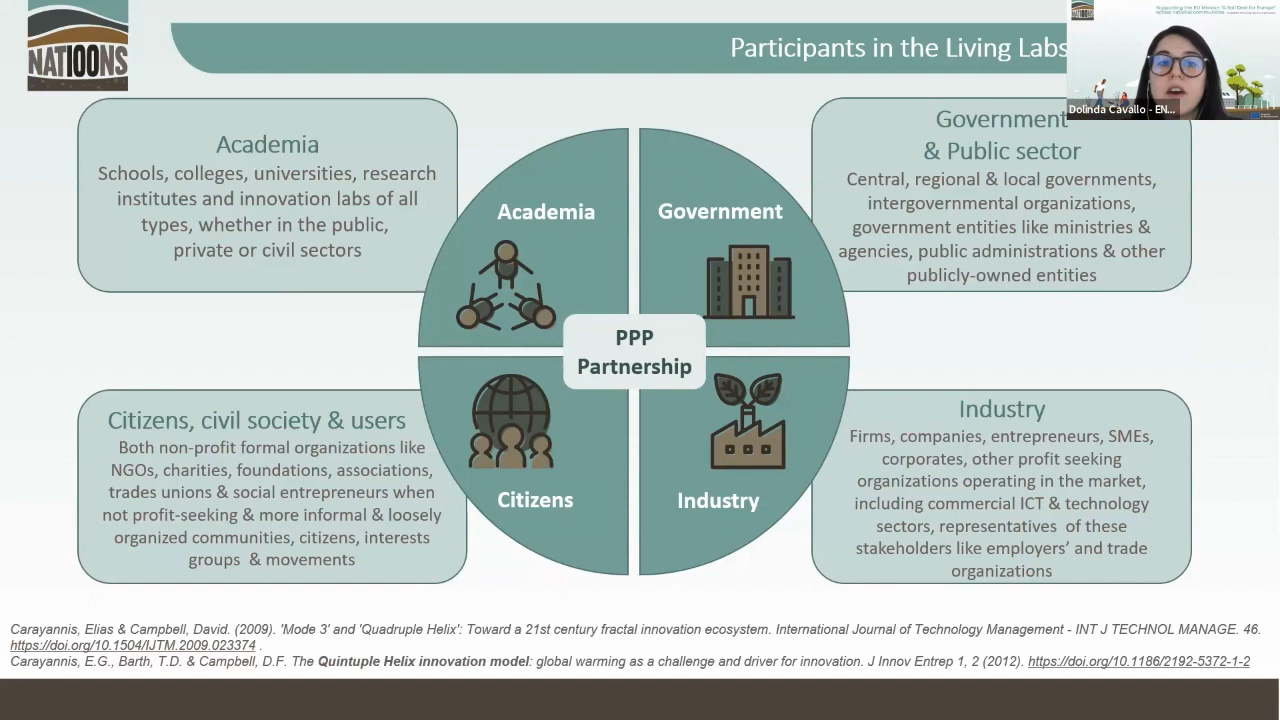 NAT1OONS
Participants in the Living Labs
Dolinda Cavallo - EN...
Academia
Schools, colleges, universities, research
institutes and innovation labs of all
types, whether in the public,
private or civil sectors
Government
& Public sector
Central, regional & local governments,
intergovernmental organizations,
government entities like ministries &
agencies, public administrations & other
publicly-owned entities
Academia
Government
PPP
Partnership
Citizens
Industry
Citizens, civil society & users
Both non-profit formal organizations like
NGOs, charities, foundations, associations,
trades unions & social entrepreneurs when
not profit-seeking & more informal & loosely
organized communities, citizens, interests
groups & movements
Industry
Firms, companies, entrepreneurs, SMEs,
corporates, other profit seeking
organizations operating in the market,
including commercial ICT & technology
sectors, representatives of these
stakeholders like employers’ and trade
organizations
Carayannis, Elias & Campbell, David. (2009). 'Mode 3' and 'Quadruple Helix': Toward a 21st century fractal innovation ecosystem. International Journal of Technology Management - INT J TECHNOL MANAGE. 46.
https://doi.org/10.1504/IJTM.2009.023374 .
Carayannis, E.G., Barth, T.D. & Campbell, D.F. The Quintuple Helix innovation model: global warming as a challenge and driver for innovation. J Innov Entrep 1, 2 (2012). https://doi.org/10.1186/2192-5372-1-2